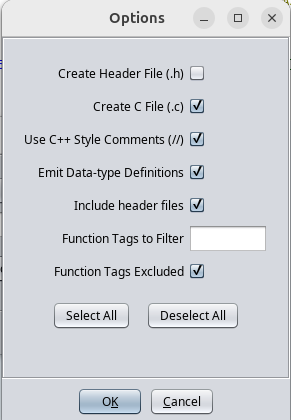 Options
Create Header File (.h)
Create C File (.c)
Use C++ Style Comments (//)
Emit Data-type Definitions
Include header files
Function Tags to Filter
Function Tags Excluded
Select All Deselect All
OK Cancel